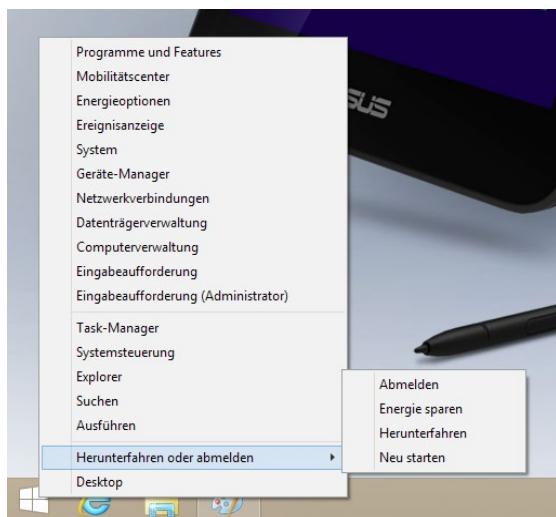 Programme und Features
Mobilitätscenter
Energieoptionen
Ereignisanzeige
System
Geräte-Manager
Netzwerkverbindungen
Datenträgerverwaltung
Computerverwaltung
Eingabeaufforderung
Eingabeaufforderung (Administrator)
Task-Manager
Systemsteuerung
Explorer
Suchen
Ausführen
Herunterfahren oder abmelden
Desktop
Abmelden
Energie sparen
Herunterfahren
Neu starten
ASUS